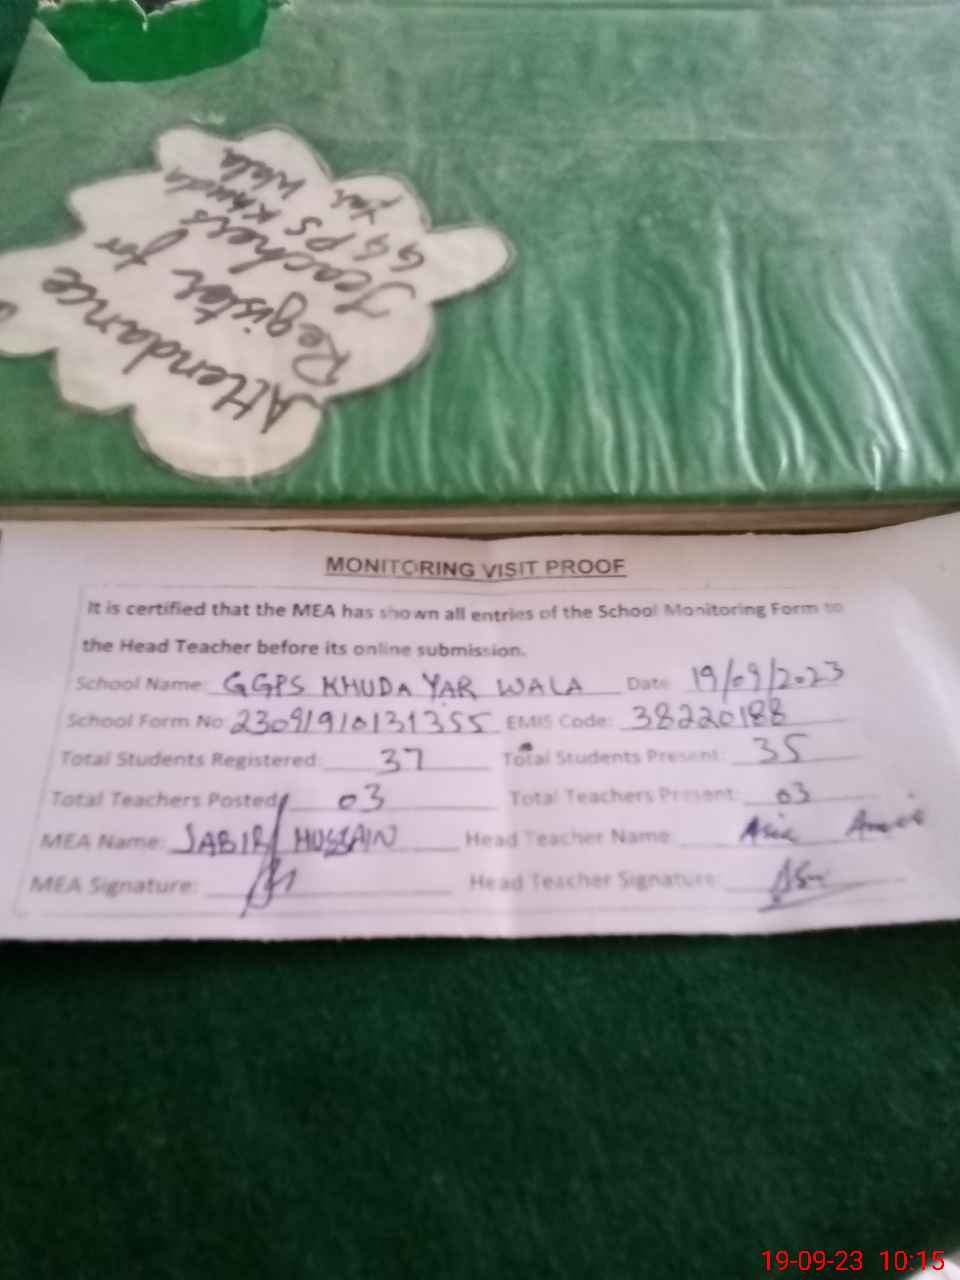 Attendance
Register for
Teachers
GGPS Khuda
Yar Wala
MONITORING VISIT PROOF
It is certified that the MEA has shown all entries of the School Monitoring Form to
the Head Teacher before its online submission.
School Name: GGPS KHUDA YAR WALA Date: 19/09/2023
School Form No: 23091910131355 EMIS Code: 38220188
Total Students Registered: 37 Total Students Present: 35
Total Teachers Posted: 03 Total Teachers Present: 03
MEA Name: JABIR HUSSAIN Head Teacher Name: Asia
MEA Signature: Head Teacher Signature:
19-09-23 10:15